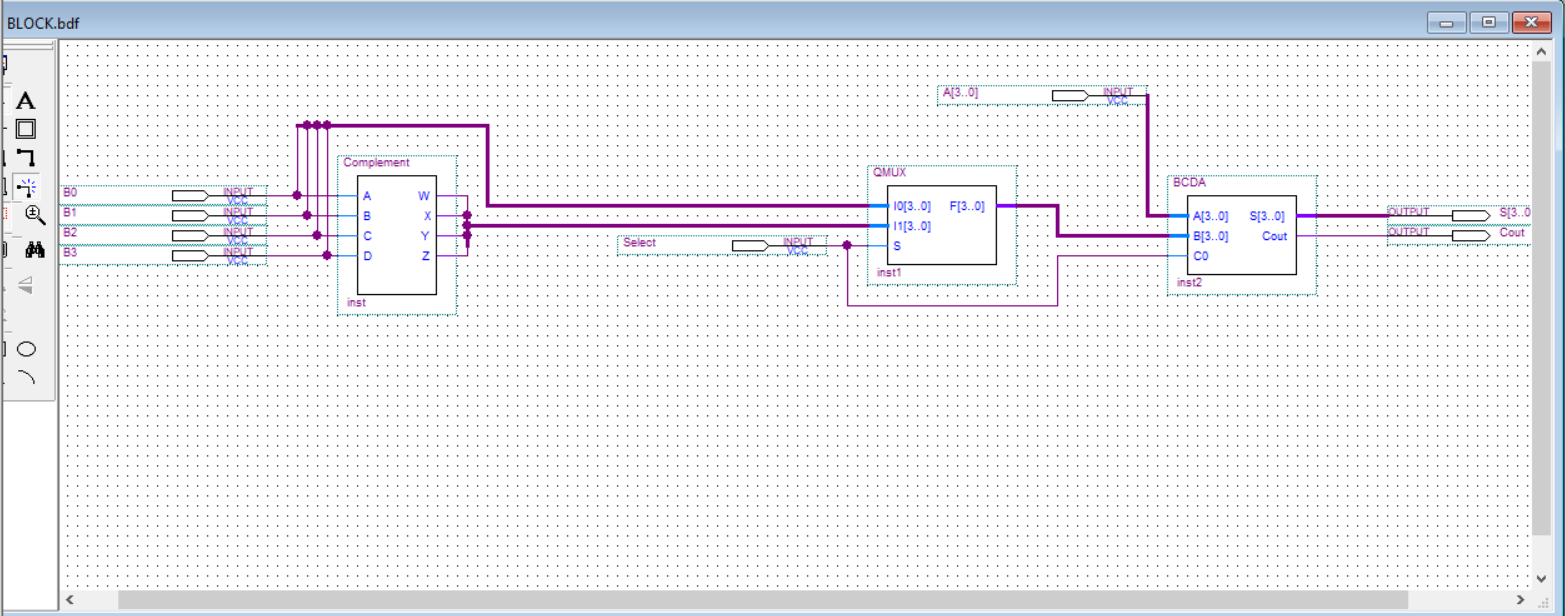 BLOCK.bdf
A
A[3..0] INPUT
VCC
Complement
QMUX
BCDA
B0 INPUT
VCC
B1 INPUT
VCC
B2 INPUT
VCC
B3 INPUT
VCC
A W
B X
C Y
D Z
inst
Select INPUT
VCC
I0[3..0] F[3..0]
I1[3..0]
S
inst1
A[3..0] S[3..0]
B[3..0] Cout
C0
inst2
OUTPUT S[3..0
OUTPUT Cout